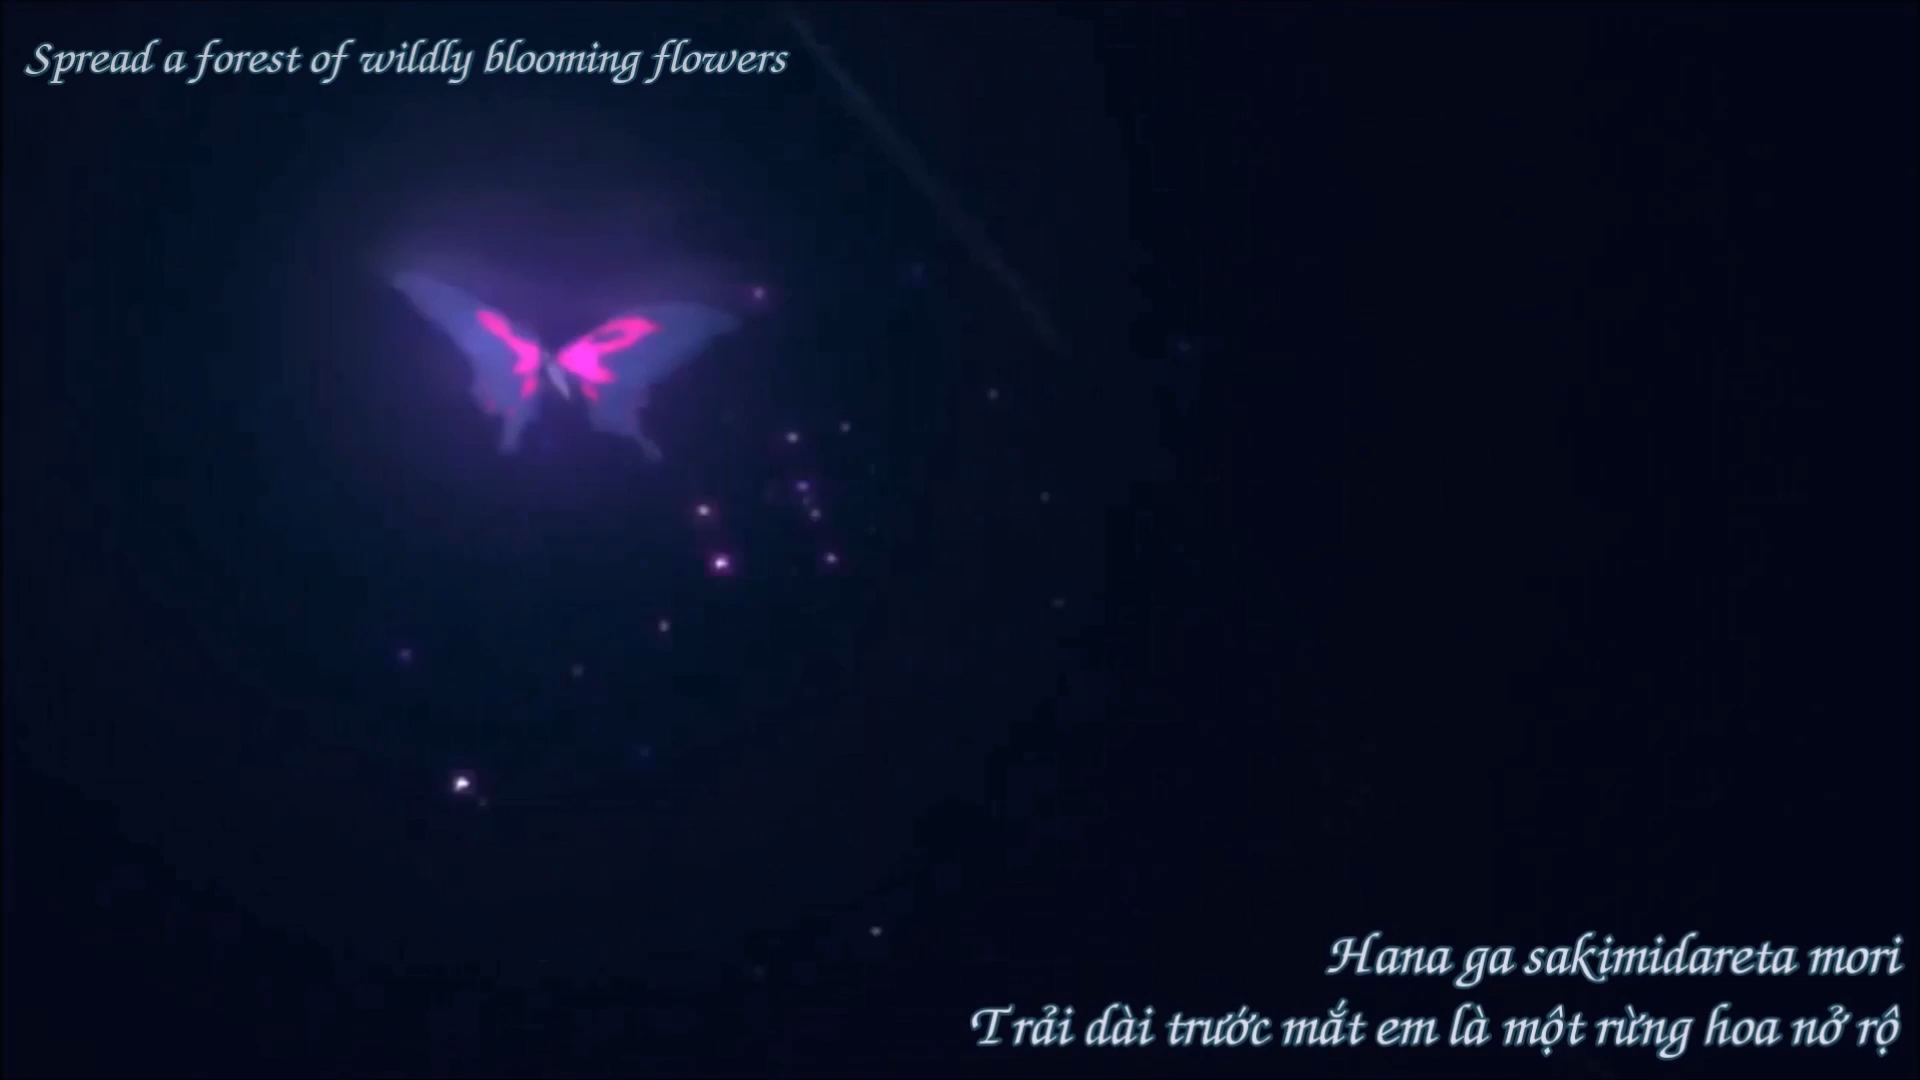 Spread a forest of wildly blooming flowers
Hana ga sakimidareta mori
Trải dài trước mắt em là một rừng hoa nở rộ